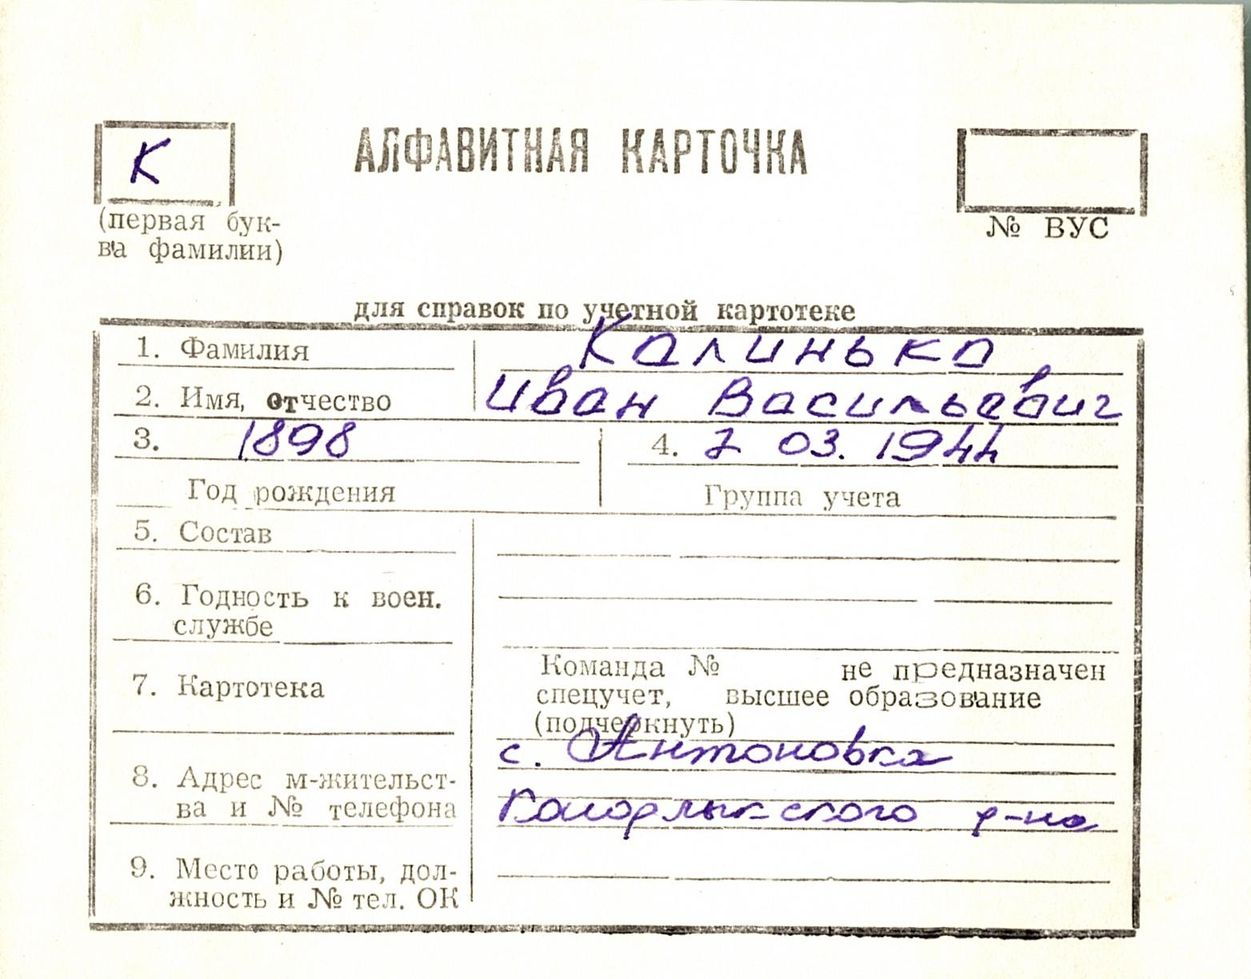 К
АЛФАВИТНАЯ КАРТОЧКА
(первая бук-
ва фамилии)
№ ВУС
для справок по учетной картотеке
1. Фамилия Калинько
2. Имя, отчество Иван Васильевич
3. 1898 4. 2 03. 1944
Год рождения Группа учета
5. Состав
6. Годность к воен.
службе
Команда № не предназначен
7. Картотека спецучет, высшее образование
(подчеркнуть)
с. Антоновка
8. Адрес м-жительст-
ва и № телефона р-на
9. Место работы, дол-
жность и № тел. ОК